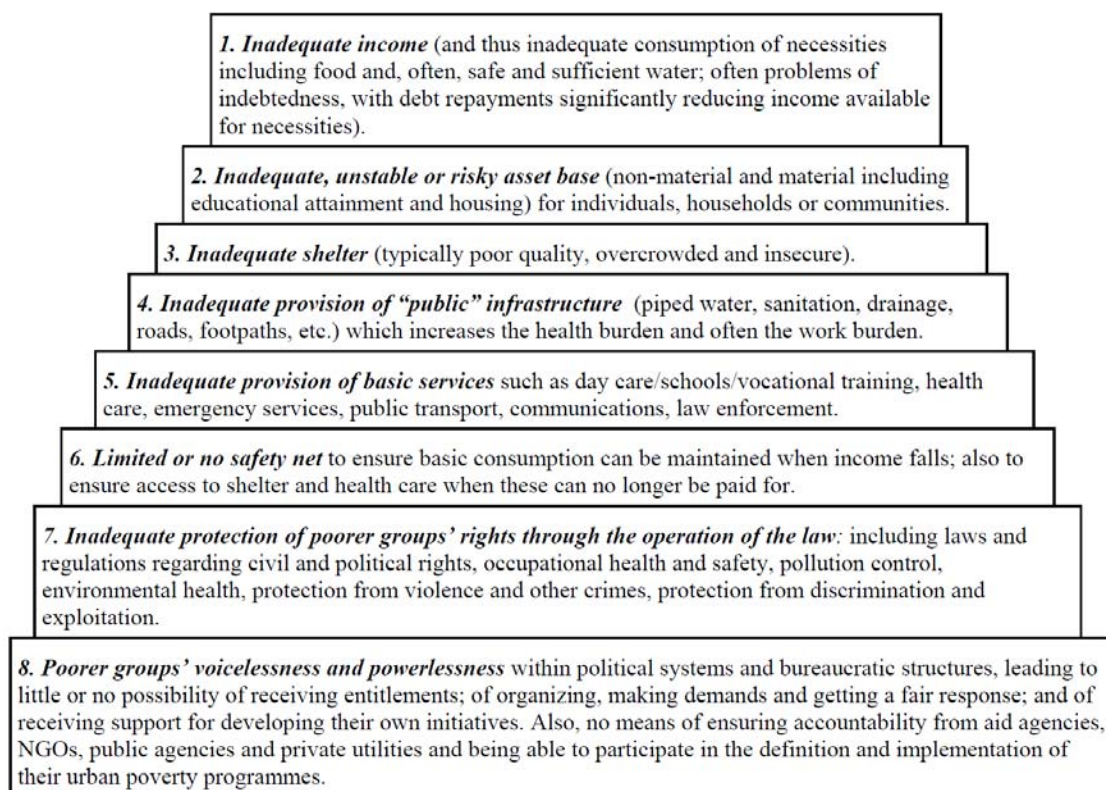 1. Inadequate income (and thus inadequate consumption of necessities
including food and, often, safe and sufficient water; often problems of
indebtedness, with debt repayments significantly reducing income available
for necessities).
2. Inadequate, unstable or risky asset base (non-material and material including
educational attainment and housing) for individuals, households or communities.
3. Inadequate shelter (typically poor quality, overcrowded and insecure).
4. Inadequate provision of “public” infrastructure (piped water, sanitation, drainage,
roads, footpaths, etc.) which increases the health burden and often the work burden.
5. Inadequate provision of basic services such as day care/schools/vocational training, health
care, emergency services, public transport, communications, law enforcement.
6. Limited or no safety net to ensure basic consumption can be maintained when income falls; also to
ensure access to shelter and health care when these can no longer be paid for.
7. Inadequate protection of poorer groups’ rights through the operation of the law: including laws and
regulations regarding civil and political rights, occupational health and safety, pollution control,
environmental health, protection from violence and other crimes, protection from discrimination and
exploitation.
8. Poorer groups’ voicelessness and powerlessness within political systems and bureaucratic structures, leading to
little or no possibility of receiving entitlements; of organizing, making demands and getting a fair response; and of
receiving support for developing their own initiatives. Also, no means of ensuring accountability from aid agencies,
NGOs, public agencies and private utilities and being able to participate in the definition and implementation of
their urban poverty programmes.